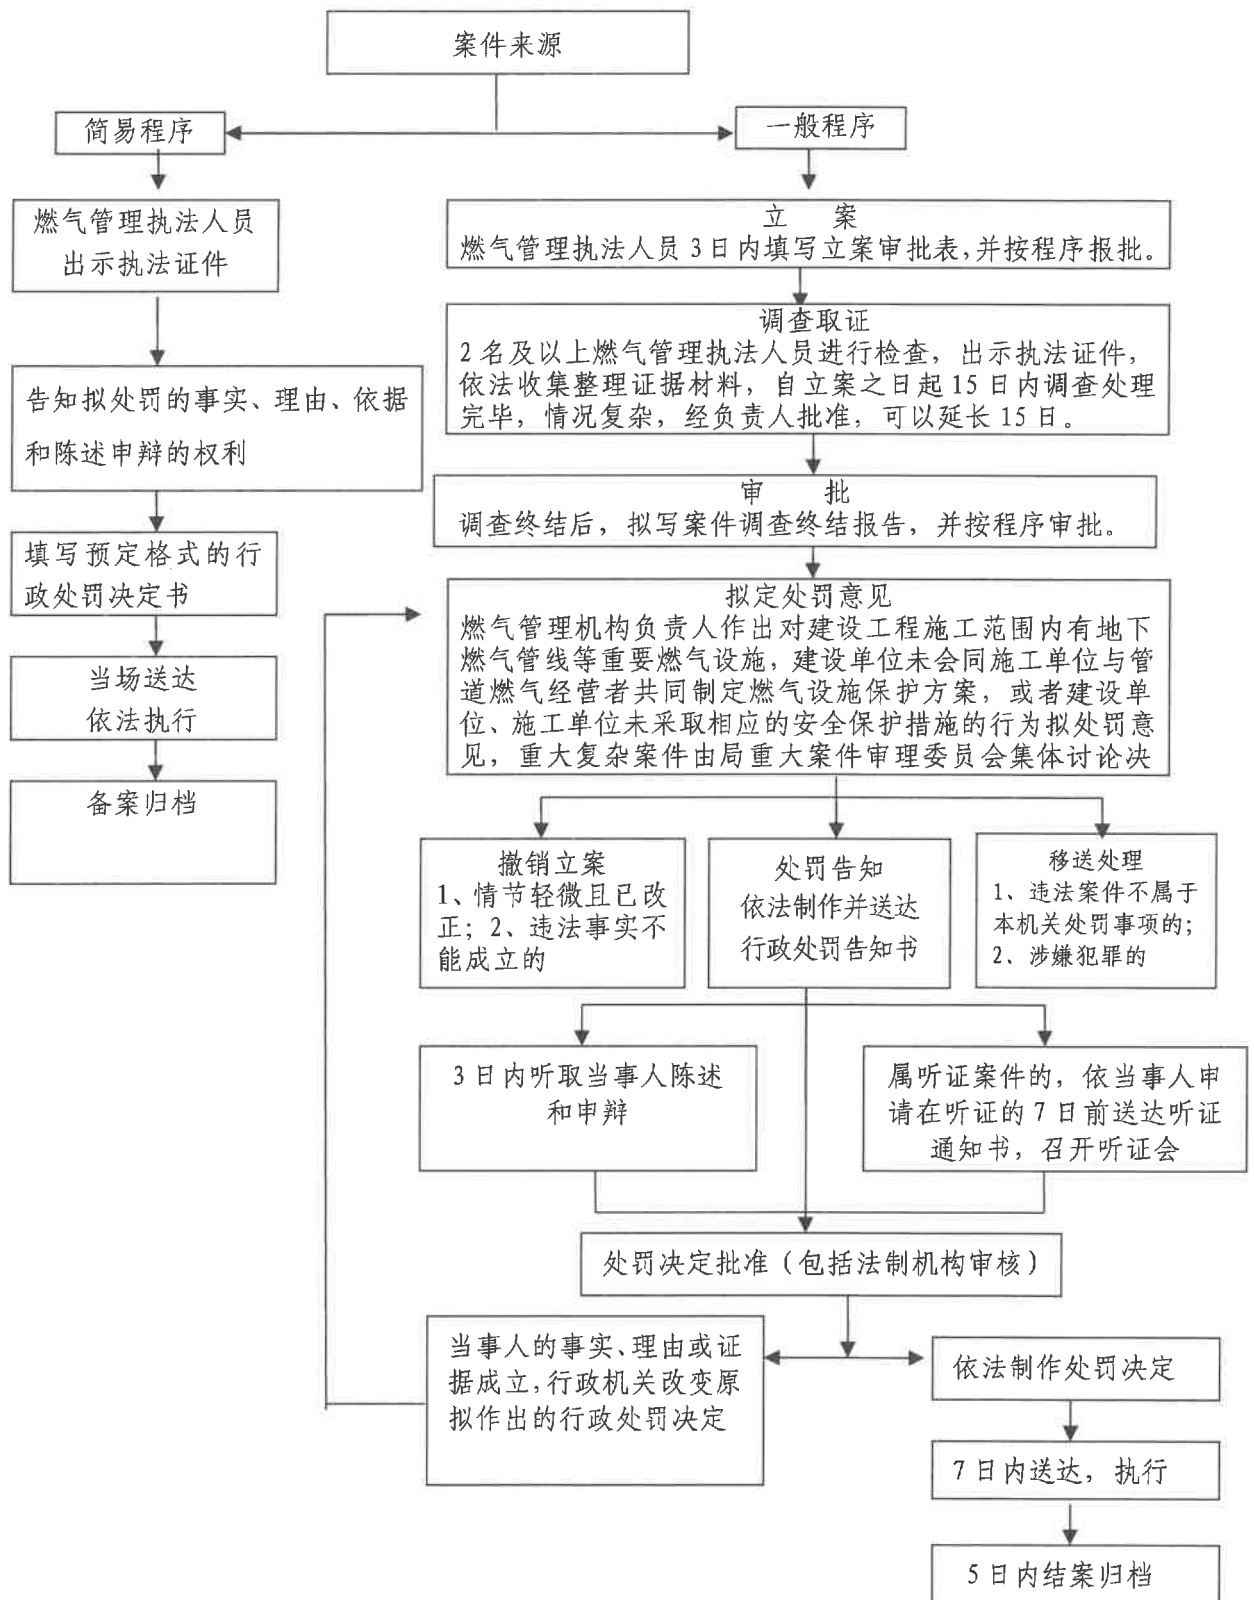 案件来源
简易程序
一般程序
燃气管理执法人员
出示执法证件
告知拟处罚的事实、理由、依据
和陈述申辩的权利
填写预定格式的行
政处罚决定书
当场送达
依法执行
备案归档
立 案
燃气管理执法人员3日内填写立案审批表,并按程序报批。
调查取证
2名及以上燃气管理执法人员进行检查，出示执法证件，
依法收集整理证据材料，自立案之日起15日内调查处理
完毕，情况复杂，经负责人批准，可以延长15日。
审 批
调查终结后，拟写案件调查终结报告，并按程序审批。
拟定处罚意见
燃气管理机构负责人作出对建设工程施工范围内有地下
燃气管线等重要燃气设施，建设单位未会同施工单位与管
道燃气经营者共同制定燃气设施保护方案，或者建设单
位、施工单位未采取相应的安全保护措施的行为拟处罚意
见，重大复杂案件由局重大案件审理委员会集体讨论决
撤销立案
1、情节轻微且已改
正；2、违法事实不
能成立的
处罚告知
依法制作并送达
行政处罚告知书
移送处理
1、违法案件不属于
本机关处罚事项的；
2、涉嫌犯罪的
3日内听取当事人陈述
和申辩
属听证案件的，依当事人申
请在听证的7日前送达听证
通知书，召开听证会
处罚决定批准（包括法制机构审核）
当事人的事实、理由或证
据成立,行政机关改变原
拟作出的行政处罚决定
依法制作处罚决定
7日内送达，执行
5日内结案归档